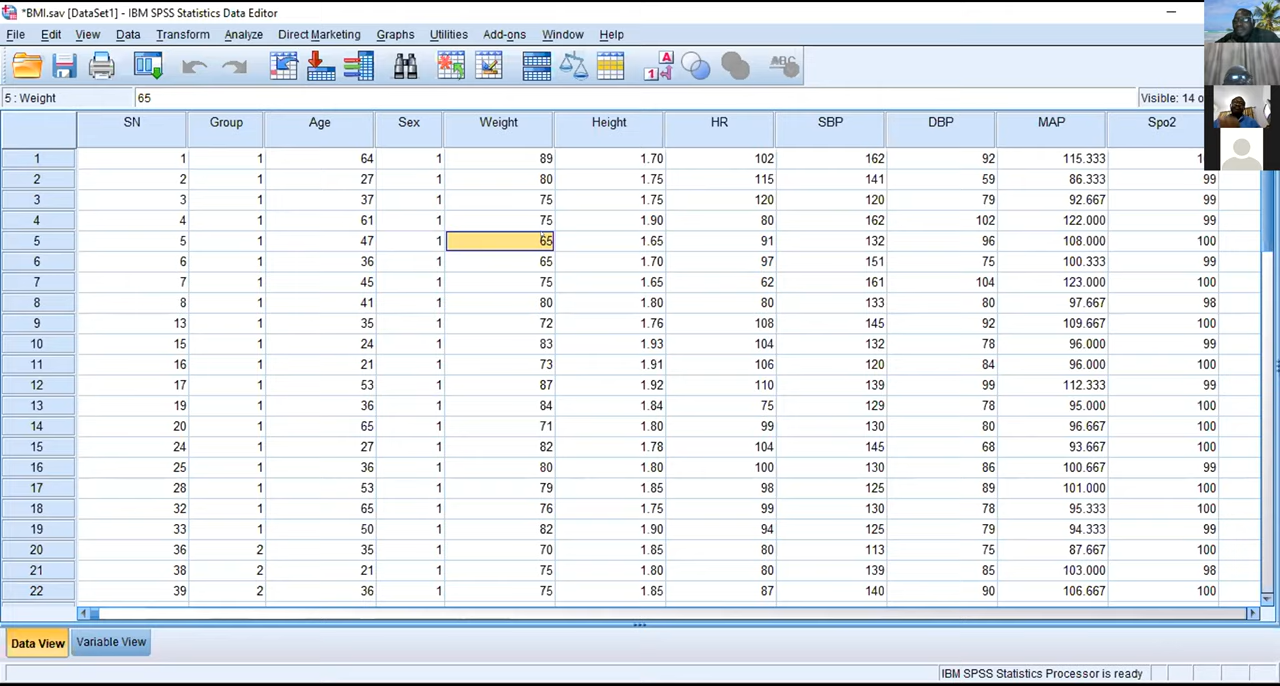 *BMI.sav [DataSet1] - IBM SPSS Statistics Data Editor
File Edit View Data Transform Analyze Direct Marketing Graphs Utilities Add-ons Window Help
5 : Weight 65 Visible: 14 o
SN Group Age Sex Weight Height HR SBP DBP MAP Spo2
1 1 1 64 1 89 1.70 102 162 92 115.333
2 2 1 27 1 80 1.75 115 141 59 86.333 99
3 3 1 37 1 75 1.75 120 120 79 92.667 99
4 4 1 61 1 75 1.90 80 162 102 122.000 99
5 5 1 47 1 65 1.65 91 132 96 108.000 100
6 6 1 36 1 65 1.70 97 151 75 100.333 99
7 7 1 45 1 75 1.65 62 161 104 123.000 100
8 8 1 41 1 80 1.80 80 133 80 97.667 98
9 13 1 35 1 72 1.76 108 145 92 109.667 100
10 15 1 24 1 83 1.93 104 132 78 96.000 100
11 16 1 21 1 73 1.91 106 120 84 96.000 100
12 17 1 53 1 87 1.92 110 139 99 112.333 99
13 19 1 36 1 84 1.84 75 129 78 95.000 100
14 20 1 65 1 71 1.80 99 130 80 96.667 100
15 24 1 27 1 82 1.78 104 145 68 93.667 100
16 25 1 36 1 80 1.80 100 130 86 100.667 99
17 28 1 53 1 79 1.85 98 125 89 101.000 100
18 32 1 65 1 76 1.75 99 130 78 95.333 100
19 33 1 50 1 82 1.90 94 125 79 94.333 99
20 36 2 35 1 70 1.85 80 113 75 87.667 100
21 38 2 21 1 75 1.80 80 139 85 103.000 98
22 39 2 36 1 75 1.85 87 140 90 106.667 100
Data View Variable View
IBM SPSS Statistics Processor is ready